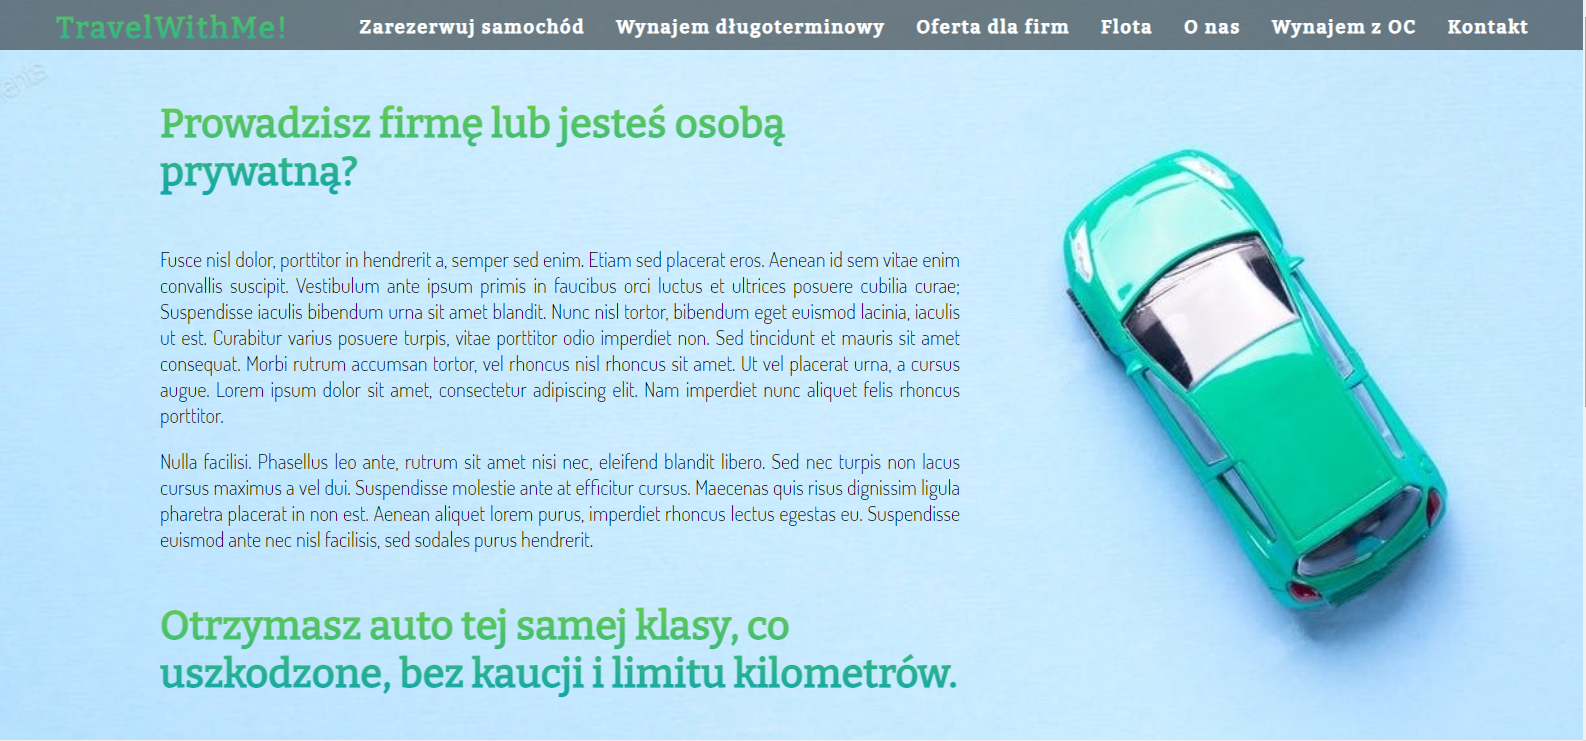 TravelWithMe!
Zarezerwuj samochód Wynajem długoterminowy Oferta dla firm Flota O nas Wynajem z OC Kontakt
Prowadzisz firmę lub jesteś osobą
prywatną?
Fusce nisl dolor, porttitor in hendrerit a, semper sed enim. Etiam sed placerat eros. Aenean id sem vitae enim
convallis suscipit. Vestibulum ante ipsum primis in faucibus orci luctus et ultrices posuere cubilia curae;
Suspendisse iaculis bibendum urna sit amet blandit. Nunc nisl tortor, bibendum eget euismod lacinia, iaculis
ut est. Curabitur varius posuere turpis, vitae porttitor odio imperdiet non. Sed tincidunt et mauris sit amet
consequat. Morbi rutrum accumsan tortor, vel rhoncus nisl rhoncus sit amet. Ut vel placerat urna, a cursus
augue. Lorem ipsum dolor sit amet, consectetur adipiscing elit. Nam imperdiet nunc aliquet felis rhoncus
porttitor.
Nulla facilisi. Phasellus leo ante, rutrum sit amet nisi nec, eleifend blandit libero. Sed nec turpis non lacus
cursus maximus a vel dui. Suspendisse molestie ante at efficitur cursus. Maecenas quis risus dignissim ligula
pharetra placerat in non est. Aenean aliquet lorem purus, imperdiet rhoncus lectus egestas eu. Suspendisse
euismod ante nec nisl facilisis, sed sodales purus hendrerit.
Otrzymasz auto tej samej klasy, co
uszkodzone, bez kaucji i limitu kilometrów.